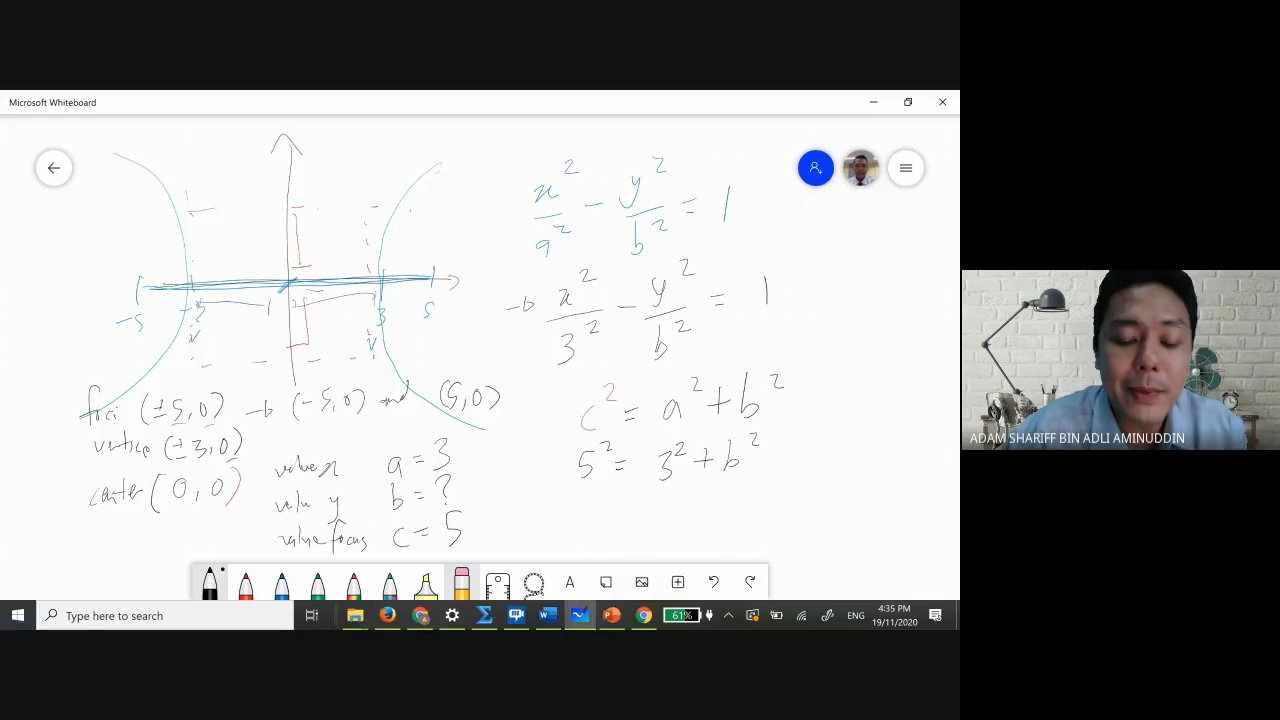 Microsoft Whiteboard
x²/a² - y²/b² = 1
→ x²/3² - y²/b² = 1
-5 -3 3 5
v v
foci (±5,0) → (-5,0) and (5,0)
vertice (±3,0)
center (0,0)
value x a = 3
value y b = ?
value focus c = 5
c² = a² + b²
5² = 3² + b²
ADAM SHARIFF BIN ADLI AMINUDDIN
Type here to search
61%
ENG
4:35 PM
19/11/2020